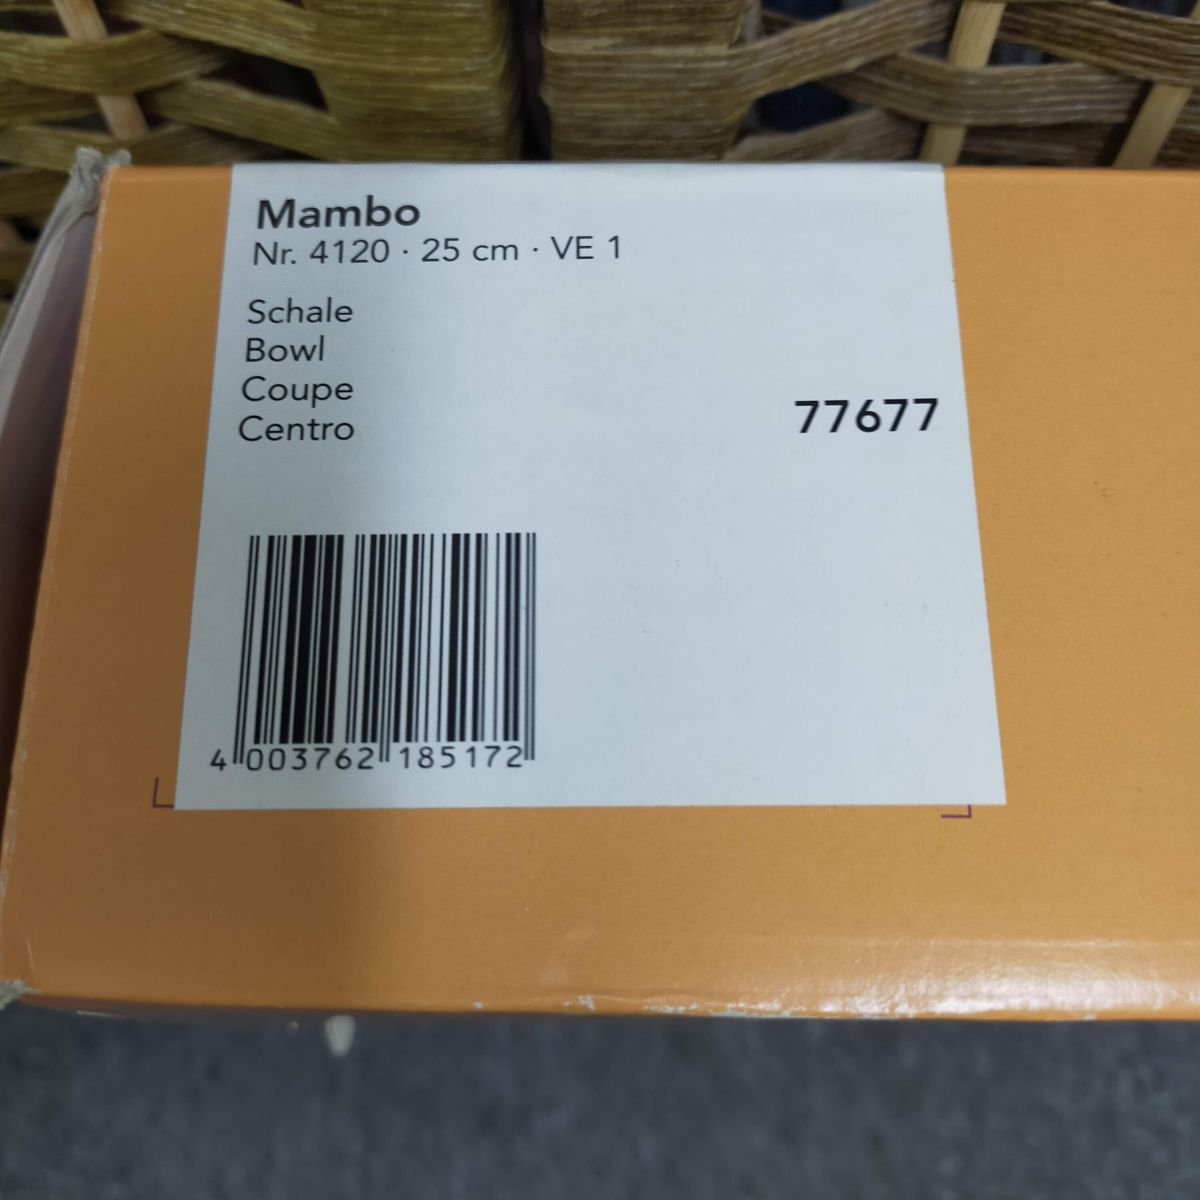 Mambo
Nr. 4120 · 25 cm · VE 1
Schale
Bowl
Coupe
Centro
77677
4 003762 185172